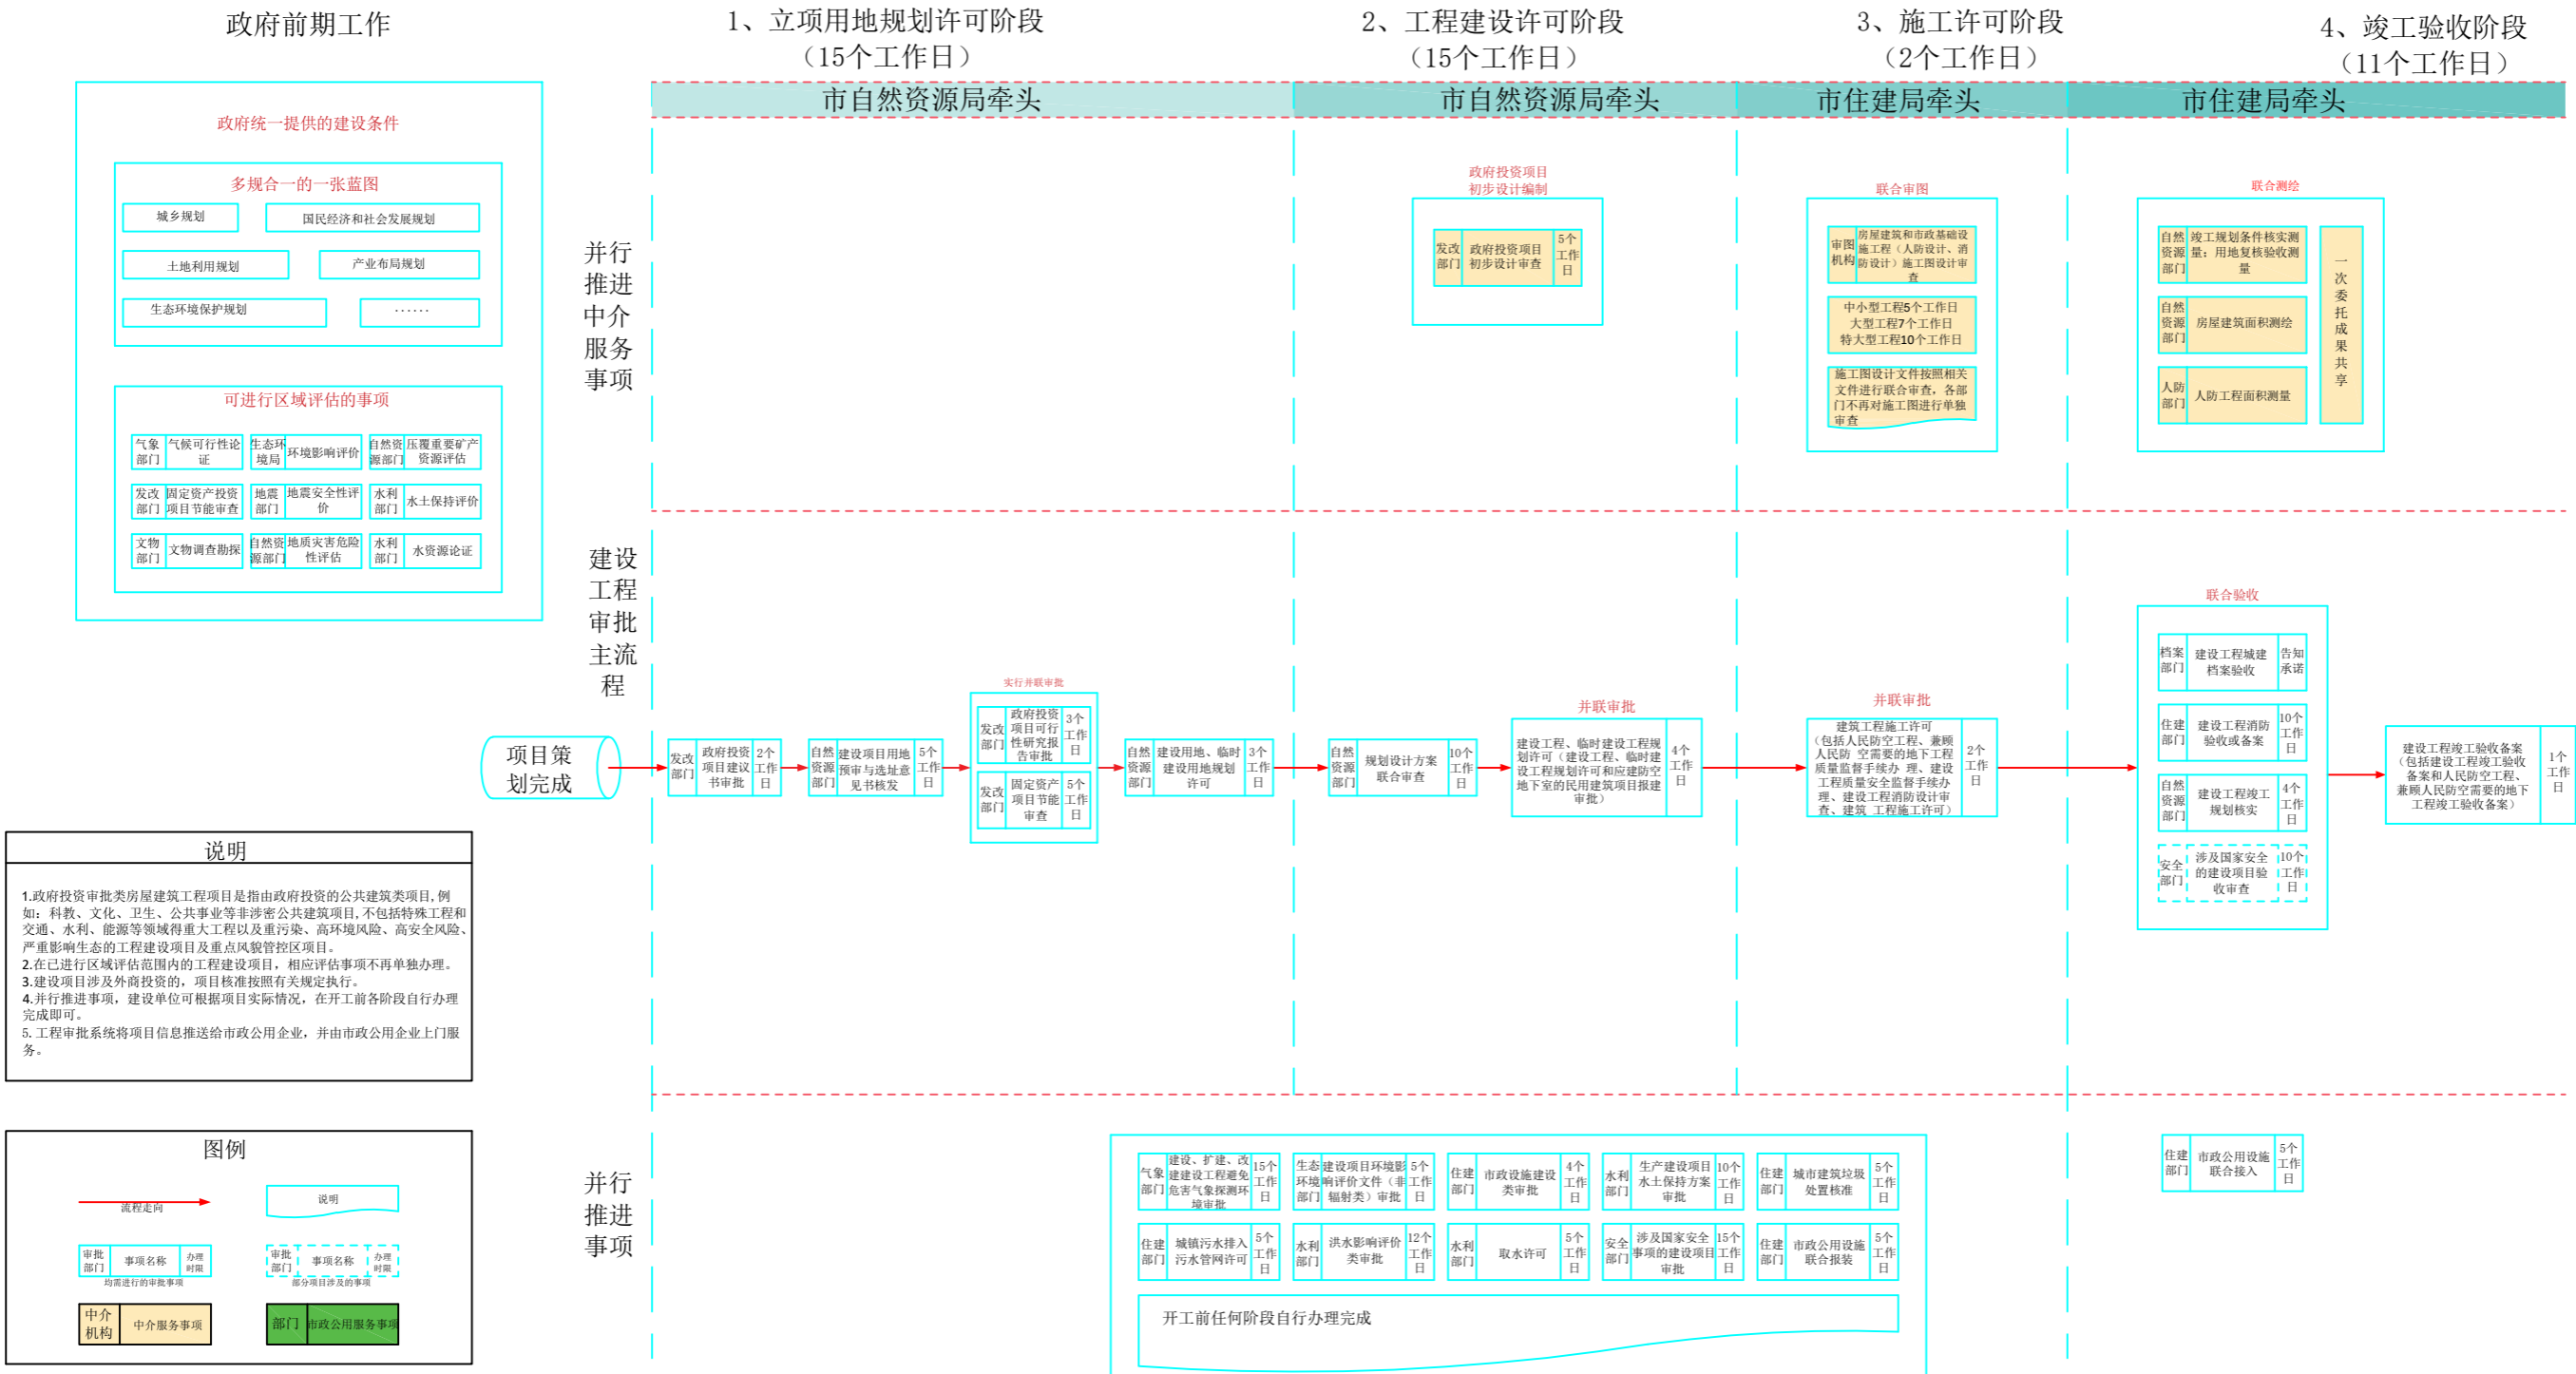 政府前期工作
1、立项用地规划许可阶段
（15个工作日）
2、工程建设许可阶段
（15个工作日）
3、施工许可阶段
（2个工作日）
4、竣工验收阶段
（11个工作日）
市自然资源局牵头
市自然资源局牵头
市住建局牵头
市住建局牵头
政府统一提供的建设条件
多规合一的一张蓝图
城乡规划
国民经济和社会发展规划
土地利用规划
产业布局规划
生态环境保护规划
......
可进行区域评估的事项
气象
部门
气候可行性论
证
生态环
境局
环境影响评价
自然资
源部门
压覆重要矿产
资源评估
发改
部门
固定资产投资
项目节能审查
地震
部门
地震安全性评
价
水利
部门
水土保持评价
文物
部门
文物调查勘探
自然资
源部门
地质灾害危险
性评估
水利
部门
水资源论证
并行
推进
中介
服务
事项
政府投资项目
初步设计编制
发改
部门
政府投资项目
初步设计审查
5个
工作
日
联合审图
审图
机构
房屋建筑和市政基础设
施工程（人防设计、消
防设计）施工图设计审
查
中小型工程5个工作日
大型工程7个工作日
特大型工程10个工作日
施工图设计文件按照相关
文件进行联合审查，各部
门不再对施工图进行单独
审查
联合测绘
自然
资源
部门
竣工规划条件核实测
量；用地复核验收测
量
自然
资源
部门
房屋建筑面积测绘
人防
部门
人防工程面积测量
一
次
委
托
成
果
共
享
建设
工程
审批
主流
程
项目策
划完成
发改
部门
政府投资
项目建议
书审批
2个
工作
日
自然
资源
部门
建设项目用地
预审与选址意
见书核发
5个
工作
日
实行并联审批
发改
部门
政府投资
项目可行
性研究报
告审批
3个
工作
日
发改
部门
固定资产
项目节能
审查
5个
工作
日
自然
资源
部门
建设用地、临时
建设用地规划
许可
3个
工作
日
自然
资源
部门
规划设计方案
联合审查
10个
工作
日
并联审批
建设工程、临时建设工程规
划许可（建设工程、临时建
设工程规划许可和应建防空
地下室的民用建筑项目报建
审批）
4个
工作
日
并联审批
建筑工程施工许可
（包括人民防空工程、兼顾
人民防 空需要的地下工程
质量监督手续办 理、建设
工程质量安全监督手续办
理、建设工程消防设计审
查、建筑 工程施工许可）
2个
工作
日
联合验收
档案
部门
建设工程城建
档案验收
告知
承诺
住建
部门
建设工程消防
验收或备案
10个
工作
日
自然
资源
部门
建设工程竣工
规划核实
4个
工作
日
安全
部门
涉及国家安全
的建设项目验
收审查
10个
工作
日
建设工程竣工验收备案
（包括建设工程竣工验收
备案和人民防空工程、
兼顾人民防空需要的地下
工程竣工验收备案）
1个
工作
日
说明
1.政府投资审批类房屋建筑工程项目是指由政府投资的公共建筑类项目,例
如：科教、文化、卫生、公共事业等非涉密公共建筑项目,不包括特殊工程和
交通、水利、能源等领域得重大工程以及重污染、高环境风险、高安全风险、
严重影响生态的工程建设项目及重点风貌管控区项目。
2.在已进行区域评估范围内的工程建设项目，相应评估事项不再单独办理。
3.建设项目涉及外商投资的，项目核准按照有关规定执行。
4.并行推进事项，建设单位可根据项目实际情况，在开工前各阶段自行办理
完成即可。
5. 工程审批系统将项目信息推送给市政公用企业，并由市政公用企业上门服
务。
图例
流程走向
说明
审批
部门
事项名称
办理
时限
均需进行的审批事项
审批
部门
事项名称
办理
时限
部分项目涉及的事项
中介
机构
中介服务事项
部门
市政公用服务事项
并行
推进
事项
气象
部门
建设、扩建、改
建建设工程避免
危害气象探测环
境审批
15个
工作
日
生态
环境
部门
建设项目环境影
响评价文件（非
辐射类）审批
5个
工作
日
住建
部门
市政设施建设
类审批
4个
工作
日
水利
部门
生产建设项目
水土保持方案
审批
10个
工作
日
住建
部门
城市建筑垃圾
处置核准
5个
工作
日
住建
部门
城镇污水排入
污水管网许可
5个
工作
日
水利
部门
洪水影响评价
类审批
12个
工作
日
水利
部门
取水许可
5个
工作
日
安全
部门
涉及国家安全
事项的建设项目
审批
15个
工作
日
住建
部门
市政公用设施
联合报装
5个
工作
日
开工前任何阶段自行办理完成
住建
部门
市政公用设施
联合接入
5个
工作
日